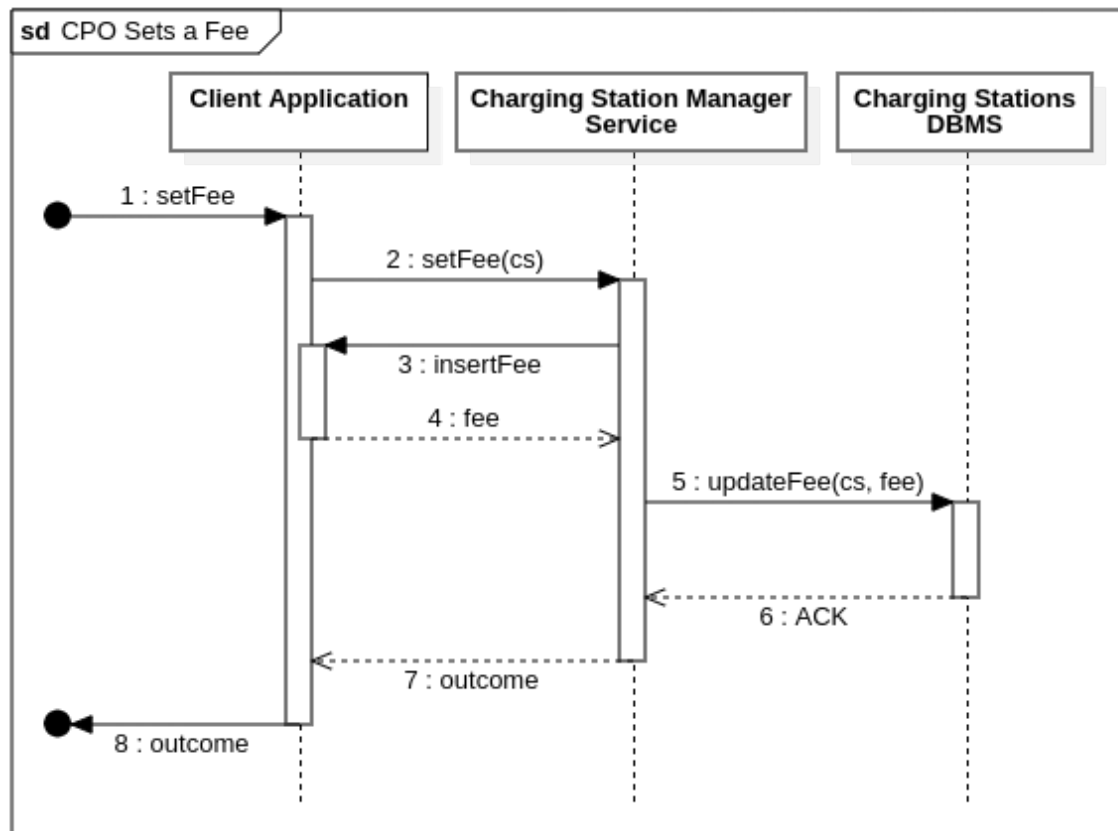 sd CPO Sets a Fee
Client Application
Charging Station Manager
Service
Charging Stations
DBMS
1 : setFee
2 : setFee(cs)
3 : insertFee
4 : fee
5 : updateFee(cs, fee)
6 : ACK
7 : outcome
8 : outcome